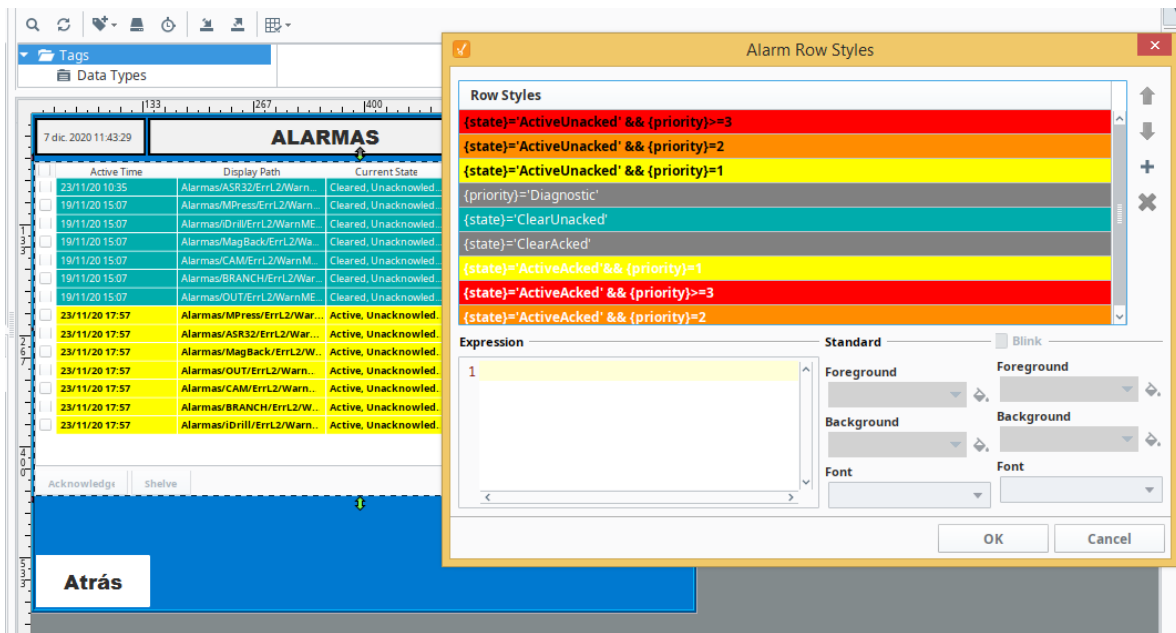 Tags
Data Types
133 267 400
7 dic. 2020 11:43:29
ALARMAS
Active Time Display Path Current State
23/11/20 10:35 Alarmas/ASR32/ErrL2/Warn... Cleared, Unacknowled...
19/11/20 15:07 Alarmas/MPress/ErrL2/Warn... Cleared, Unacknowled...
19/11/20 15:07 Alarmas/iDrill/ErrL2/WarnME... Cleared, Unacknowled...
19/11/20 15:07 Alarmas/MagBack/ErrL2/Wa... Cleared, Unacknowled...
19/11/20 15:07 Alarmas/CAM/ErrL2/WarnM... Cleared, Unacknowled...
19/11/20 15:07 Alarmas/BRANCH/ErrL2/War... Cleared, Unacknowled...
19/11/20 15:07 Alarmas/OUT/ErrL2/WarnME... Cleared, Unacknowled...
23/11/20 17:57 Alarmas/MPress/ErrL2/War... Active, Unacknowled...
23/11/20 17:57 Alarmas/ASR32/ErrL2/Warn... Active, Unacknowled...
23/11/20 17:57 Alarmas/MagBack/ErrL2/W... Active, Unacknowled...
23/11/20 17:57 Alarmas/OUT/ErrL2/Warn... Active, Unacknowled...
23/11/20 17:57 Alarmas/CAM/ErrL2/Warn... Active, Unacknowled...
23/11/20 17:57 Alarmas/BRANCH/ErrL2/W... Active, Unacknowled...
23/11/20 17:57 Alarmas/iDrill/ErrL2/Warn... Active, Unacknowled...
133
267
400
533
Acknowledge Shelve
Atrás
Alarm Row Styles
Row Styles
{state}='ActiveUnacked' && {priority}>=3
{state}='ActiveUnacked' && {priority}=2
{state}='ActiveUnacked' && {priority}=1
{priority}='Diagnostic'
{state}='ClearUnacked'
{state}='ClearAcked'
{state}='ActiveAcked'&& {priority}=1
{state}='ActiveAcked' && {priority}>=3
{state}='ActiveAcked' && {priority}=2
Expression
1
Standard
Foreground
Background
Font
Blink
Foreground
Background
Font
OK Cancel